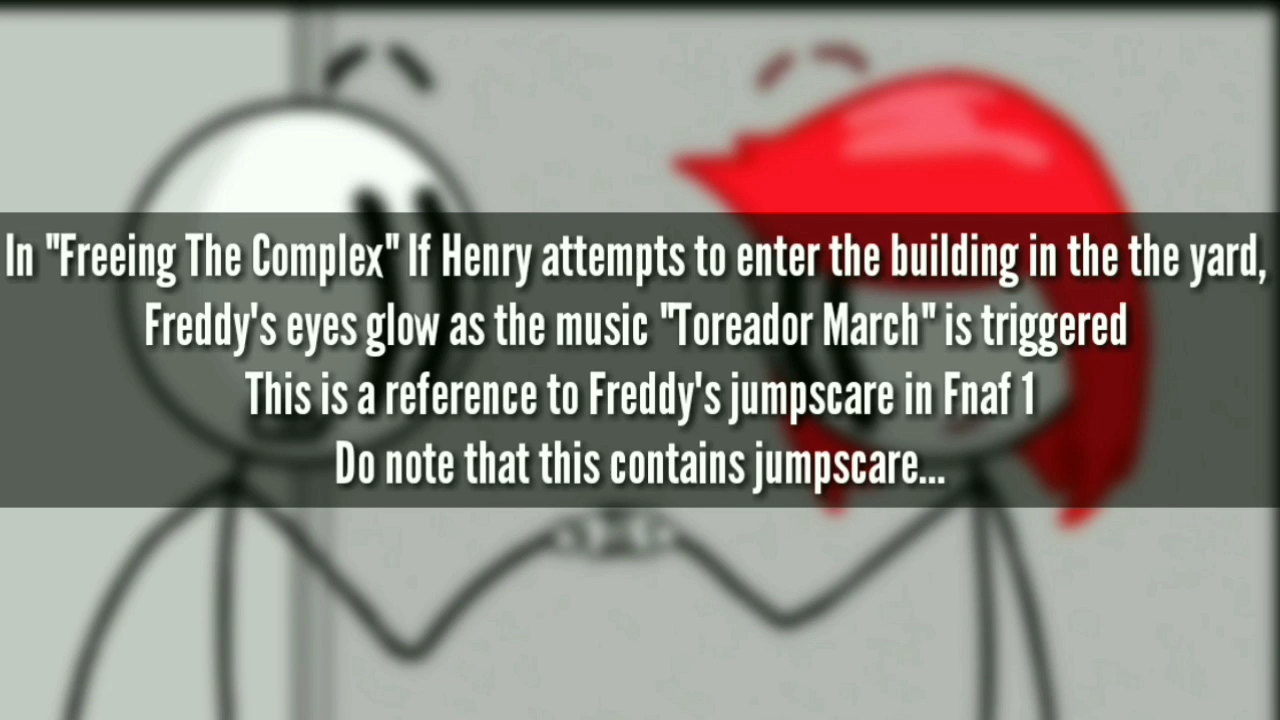 In "Freeing The Complex" If Henry attempts to enter the building in the the yard,
Freddy's eyes glow as the music "Toreador March" is triggered
This is a reference to Freddy's jumpscare in Fnaf 1
Do note that this contains jumpscare...